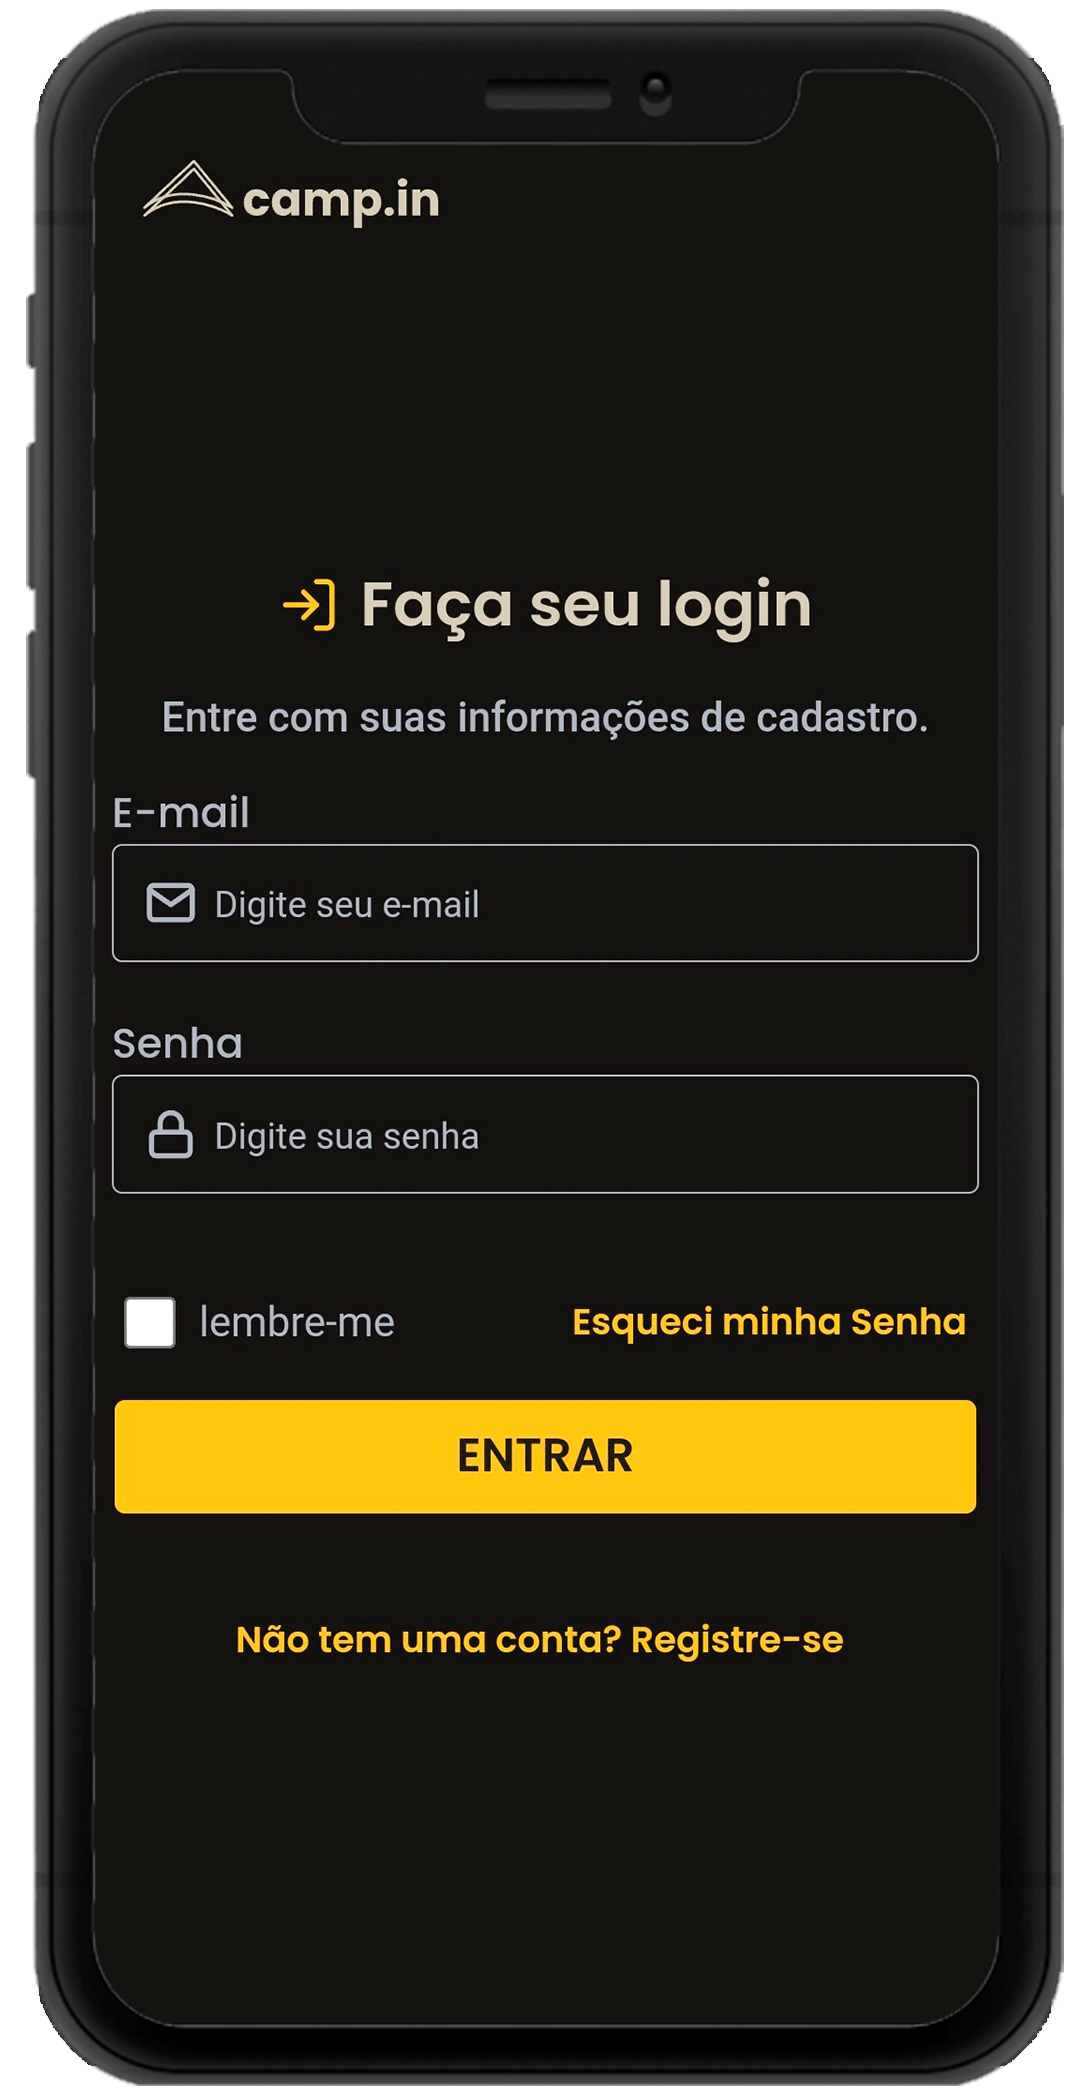 camp.in
Faça seu login
Entre com suas informações de cadastro.
E-mail
Digite seu e-mail
Senha
Digite sua senha
lembre-me
Esqueci minha Senha
ENTRAR
Não tem uma conta? Registre-se